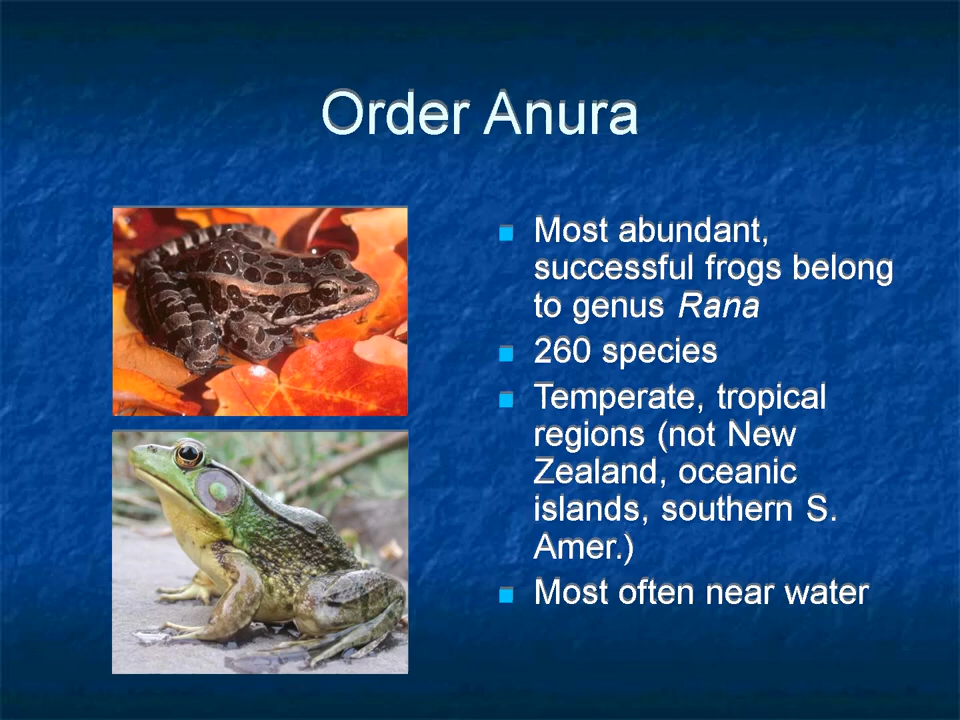 Order Anura
Most abundant,
successful frogs belong
to genus Rana
260 species
Temperate, tropical
regions (not New
Zealand, oceanic
islands, southern S.
Amer.)
Most often near water